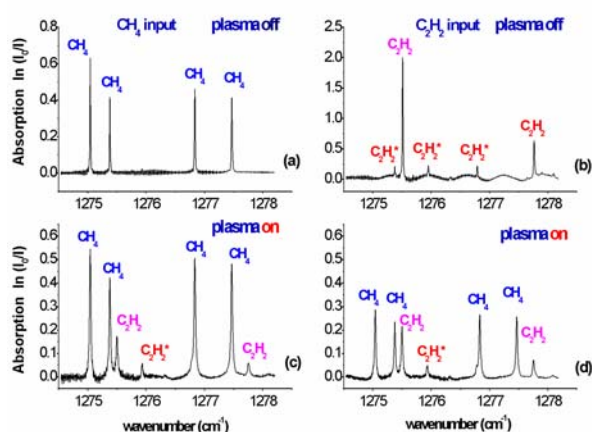 CH4 input plasma off
CH4
CH4
CH4
CH4
(a)
0.8
0.6
0.4
0.2
0.0
1275 1276 1277 1278
Absorption ln (I0/I)
C2H2 input plasma off
C2H2
C2H2
C2H2*
C2H2*
C2H2*
(b)
2.5
2.0
1.5
1.0
0.5
0.0
1275 1276 1277 1278
plasma on
CH4
CH4
CH4
CH4
C2H2
C2H2*
C2H2
(c)
0.6
0.5
0.4
0.3
0.2
0.1
0.0
1275 1276 1277 1278
Absorption ln (I0/I)
wavenumber (cm-1)
plasma on
CH4
CH4
CH4
CH4
C2H2
C2H2*
C2H2
(d)
0.6
0.5
0.4
0.3
0.2
0.1
0.0
1275 1276 1277 1278
wavenumber (cm-1)